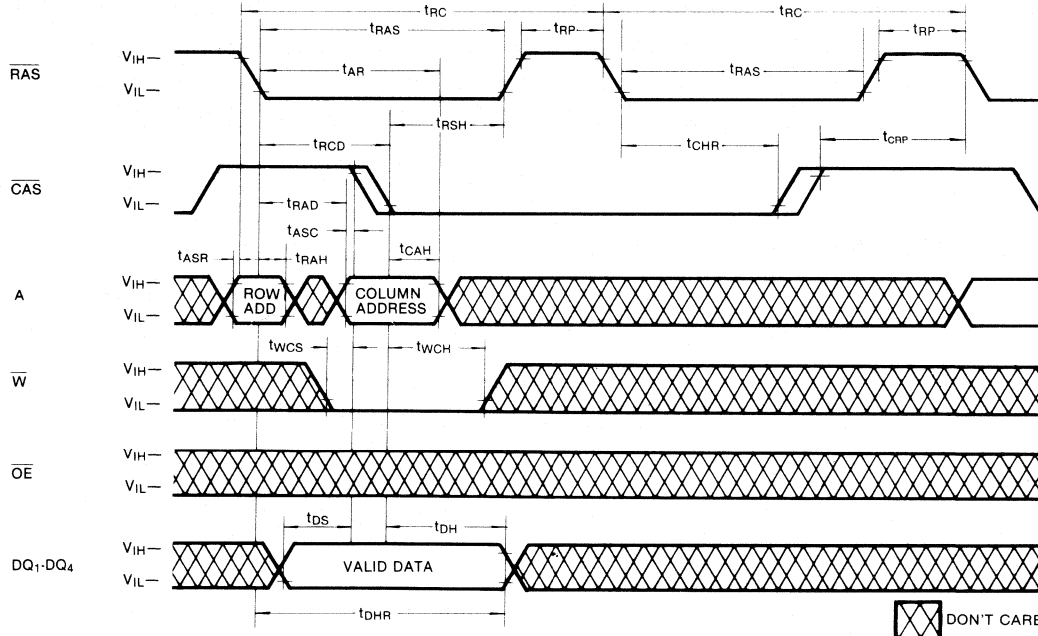 tRC tRC
tRAS tRP tRP
RAS VIH tAR tRAS
VIL
tRSH
tRCD tCHR tCRP
CAS VIH
VIL tRAD
tASC
tASR tRAH tCAH
A VIH ROW ADD COLUMN ADDRESS
VIL
tWCS tWCH
W VIH
VIL
OE VIH
VIL
tDS tDH
DQ1-DQ4 VIH VALID DATA
VIL
tDHR
DON'T CARE